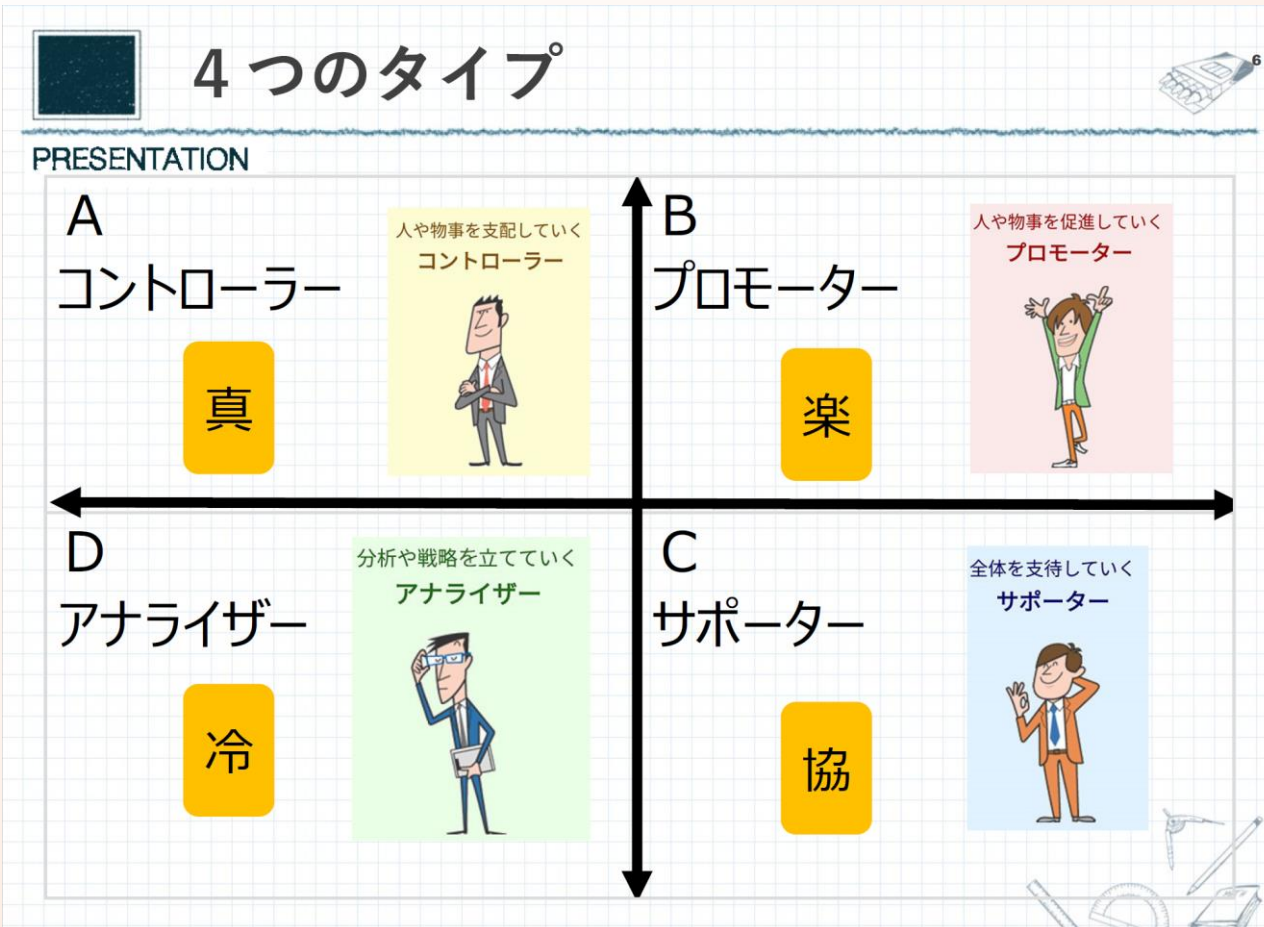 4つのタイプ
6
PRESENTATION
A
コントローラー
真
人や物事を支配していく
コントローラー
B
プロモーター
楽
人や物事を促進していく
プロモーター
D
アナライザー
冷
分析や戦略を立てていく
アナライザー
C
サポーター
協
全体を支待していく
サポーター